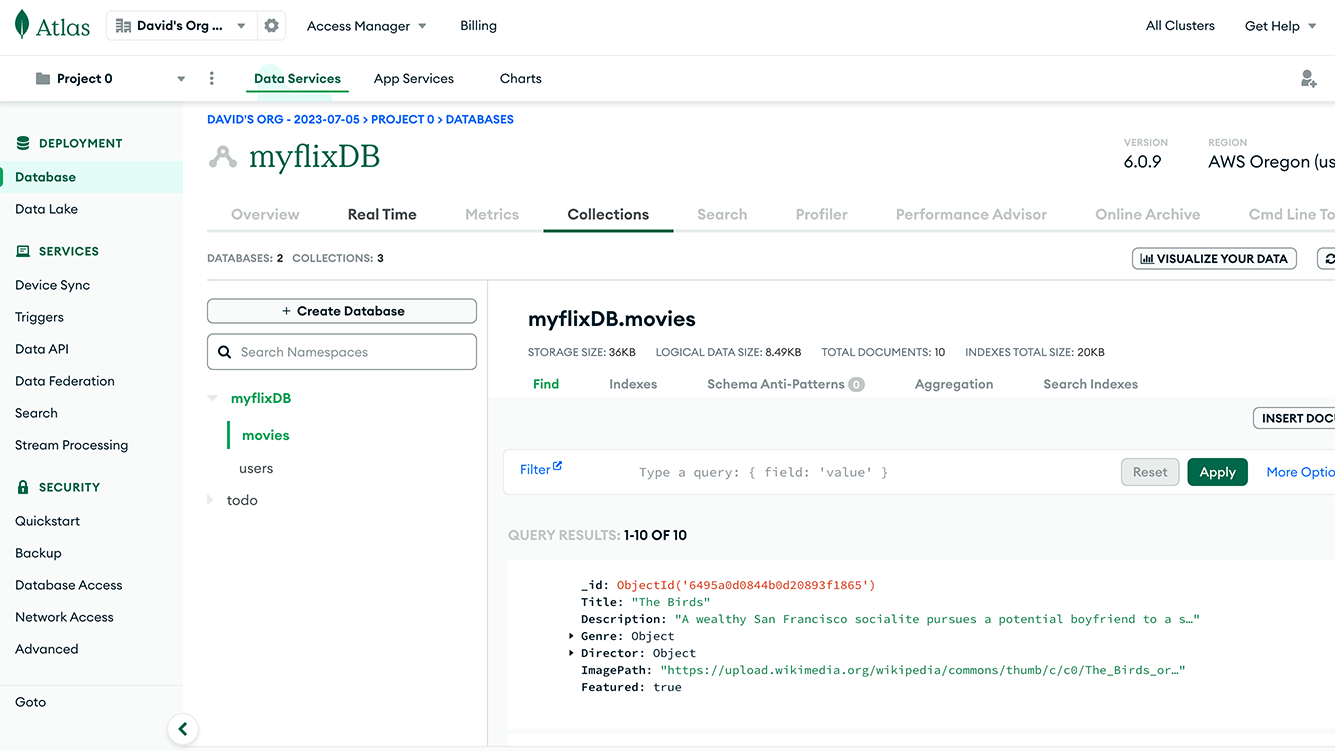 Atlas
David's Org ...
Access Manager
Billing
All Clusters
Get Help
Project 0
Data Services
App Services
Charts
DEPLOYMENT
Database
Data Lake
SERVICES
Device Sync
Triggers
Data API
Data Federation
Search
Stream Processing
SECURITY
Quickstart
Backup
Database Access
Network Access
Advanced
Goto
DAVID'S ORG - 2023-07-05 > PROJECT 0 > DATABASES
myflixDB
VERSION
6.0.9
REGION
AWS Oregon (us
Overview
Real Time
Metrics
Collections
Search
Profiler
Performance Advisor
Online Archive
Cmd Line To
DATABASES: 2 COLLECTIONS: 3
VISUALIZE YOUR DATA
+ Create Database
Search Namespaces
myflixDB
movies
users
todo
myflixDB.movies
STORAGE SIZE: 36KB LOGICAL DATA SIZE: 8.49KB TOTAL DOCUMENTS: 10 INDEXES TOTAL SIZE: 20KB
Find
Indexes
Schema Anti-Patterns 0
Aggregation
Search Indexes
INSERT DOCU
Filter
Type a query: { field: 'value' }
Reset
Apply
More Optio
QUERY RESULTS: 1-10 OF 10
_id: ObjectId('6495a0d0844b0d20893f1865')
Title: "The Birds"
Description: "A wealthy San Francisco socialite pursues a potential boyfriend to a s…"
Genre: Object
Director: Object
ImagePath: "https://upload.wikimedia.org/wikipedia/commons/thumb/c/c0/The_Birds_or…"
Featured: true